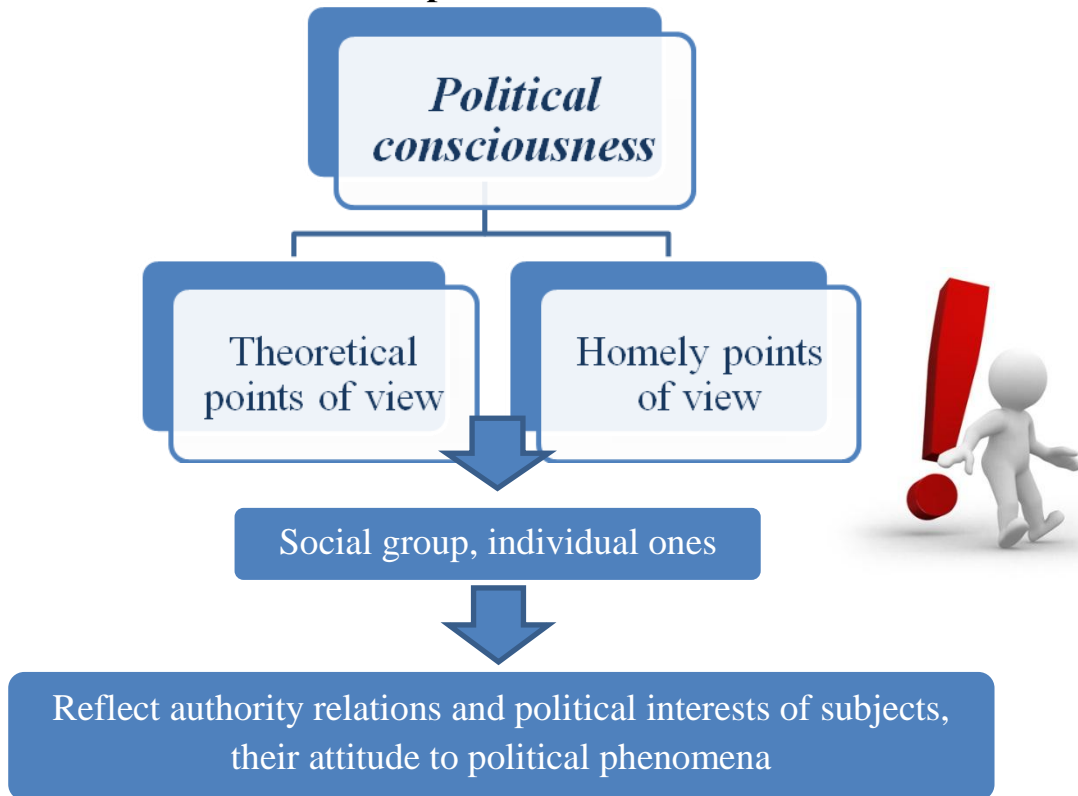 Political
consciousness
Theoretical
points of view
Homely points
of view
Social group, individual ones
Reflect authority relations and political interests of subjects,
their attitude to political phenomena